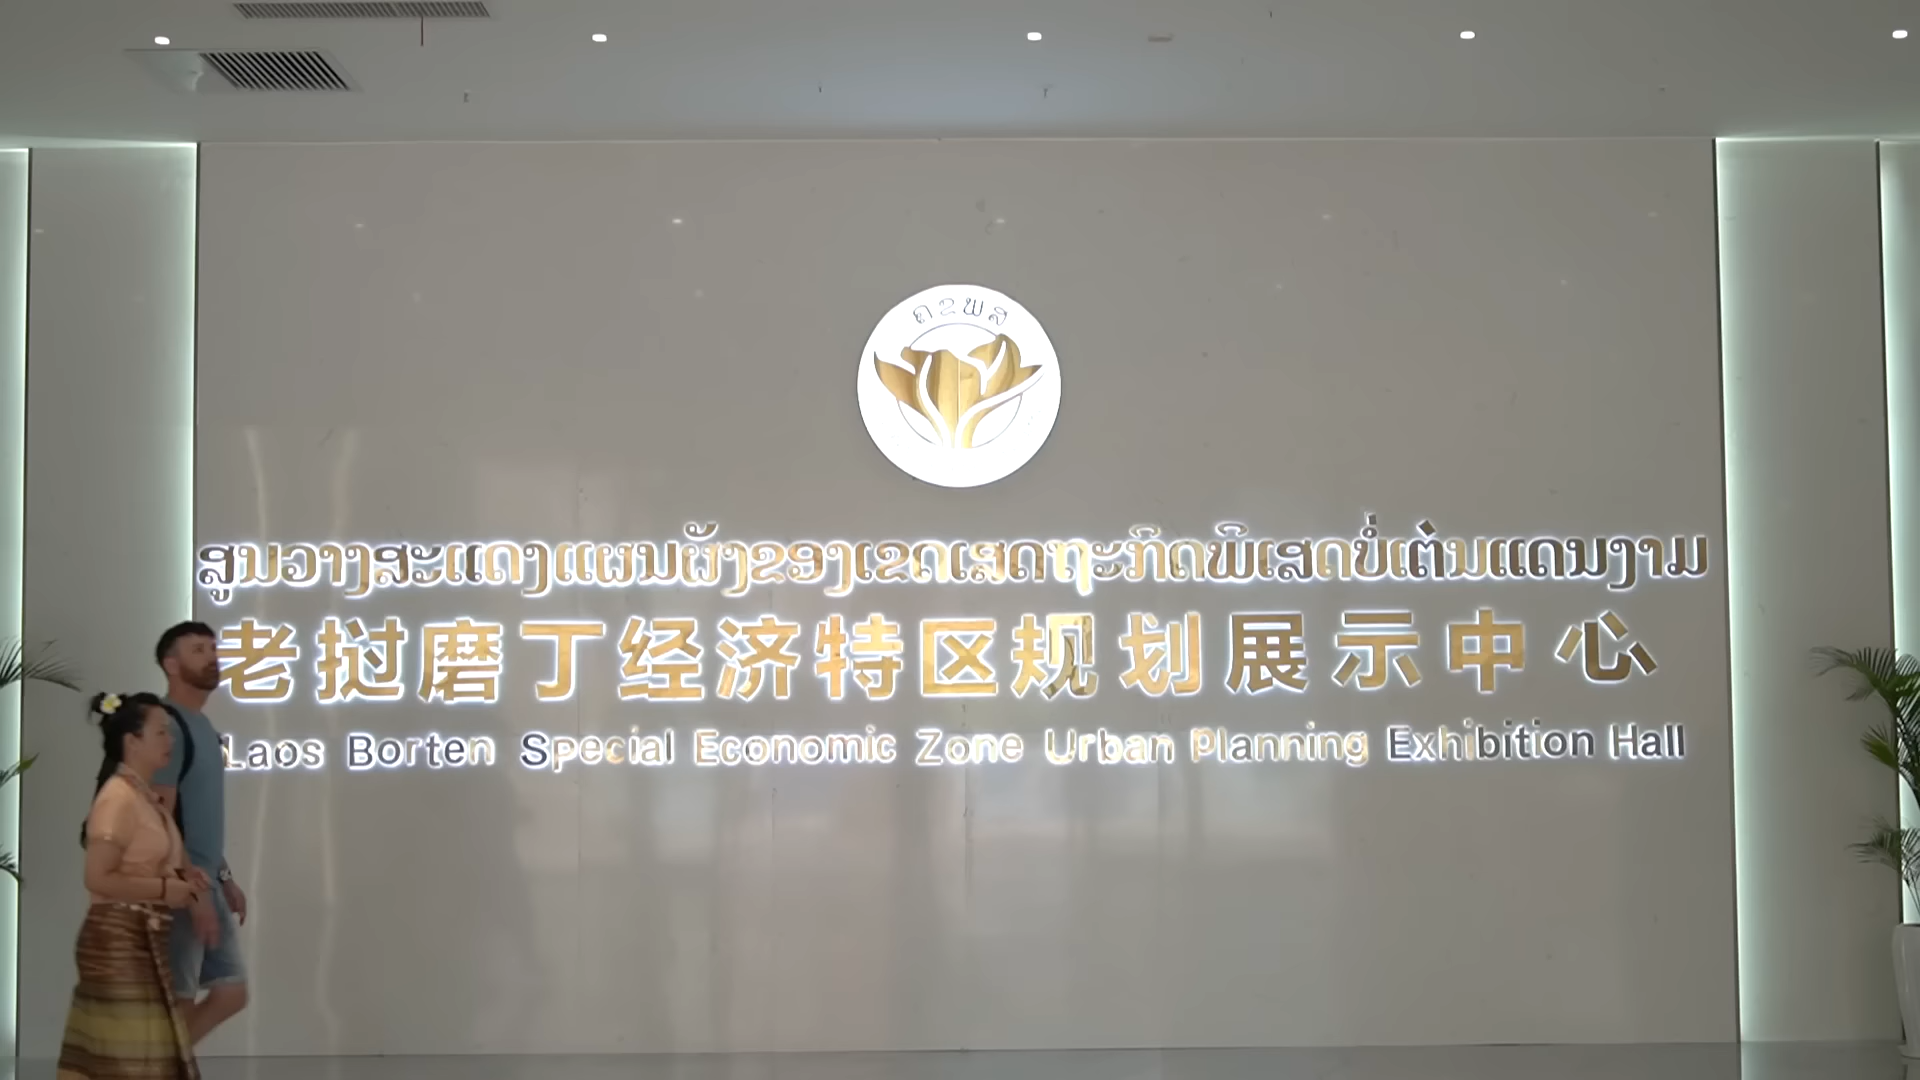 ຄຂພສ
ສູນວາງສະແດງແຜນຜັງຂອງເຂດເສດຖະກິດພິເສດບໍ່ເຕ່ນແດນງາມ
老挝磨丁经济特区规划展示中心
Laos Borten Special Economic Zone Urban Planning Exhibition Hall